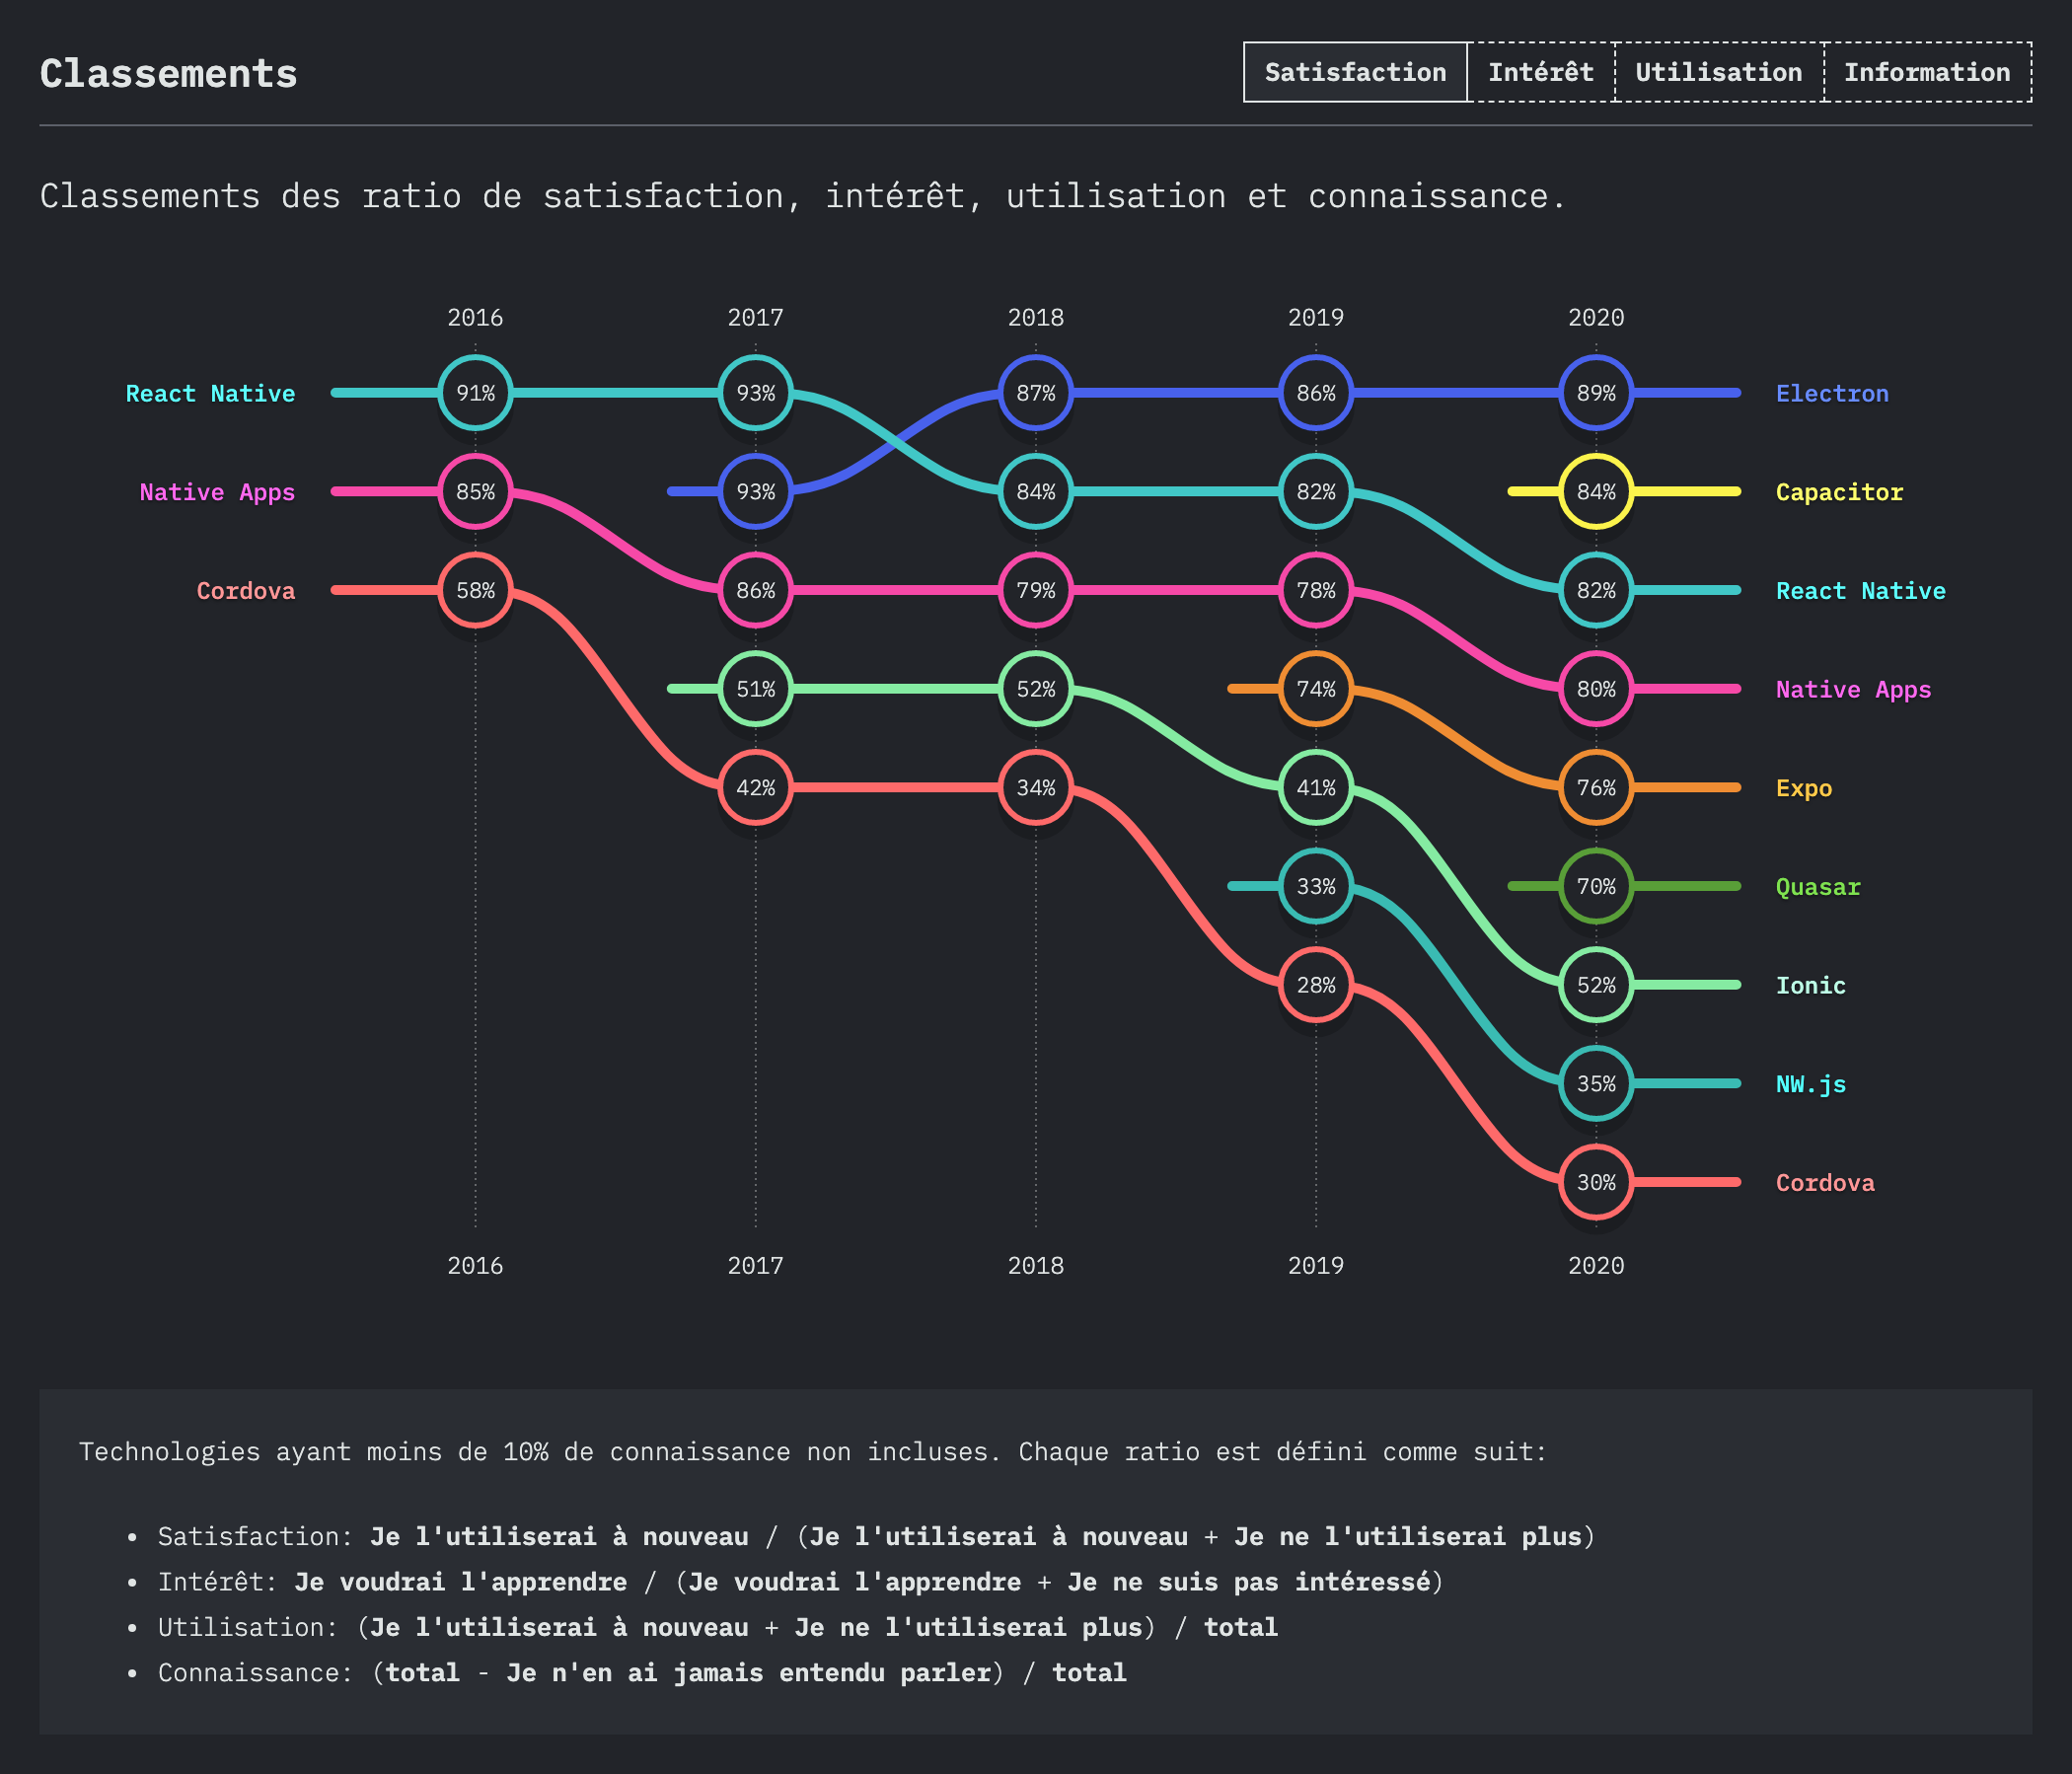 Classements
Satisfaction Intérêt Utilisation Information
Classements des ratio de satisfaction, intérêt, utilisation et connaissance.
2016 2017 2018 2019 2020
React Native 91% 93% 87% 86% 89% Electron
Native Apps 85% 93% 84% 82% 84% Capacitor
Cordova 58% 86% 79% 78% 82% React Native
51% 52% 74% 80% Native Apps
42% 34% 41% 76% Expo
33% 70% Quasar
28% 52% Ionic
35% NW.js
30% Cordova
2016 2017 2018 2019 2020
Technologies ayant moins de 10% de connaissance non incluses. Chaque ratio est défini comme suit:
• Satisfaction: Je l'utiliserai à nouveau / (Je l'utiliserai à nouveau + Je ne l'utiliserai plus)
• Intérêt: Je voudrai l'apprendre / (Je voudrai l'apprendre + Je ne suis pas intéressé)
• Utilisation: (Je l'utiliserai à nouveau + Je ne l'utiliserai plus) / total
• Connaissance: (total - Je n'en ai jamais entendu parler) / total